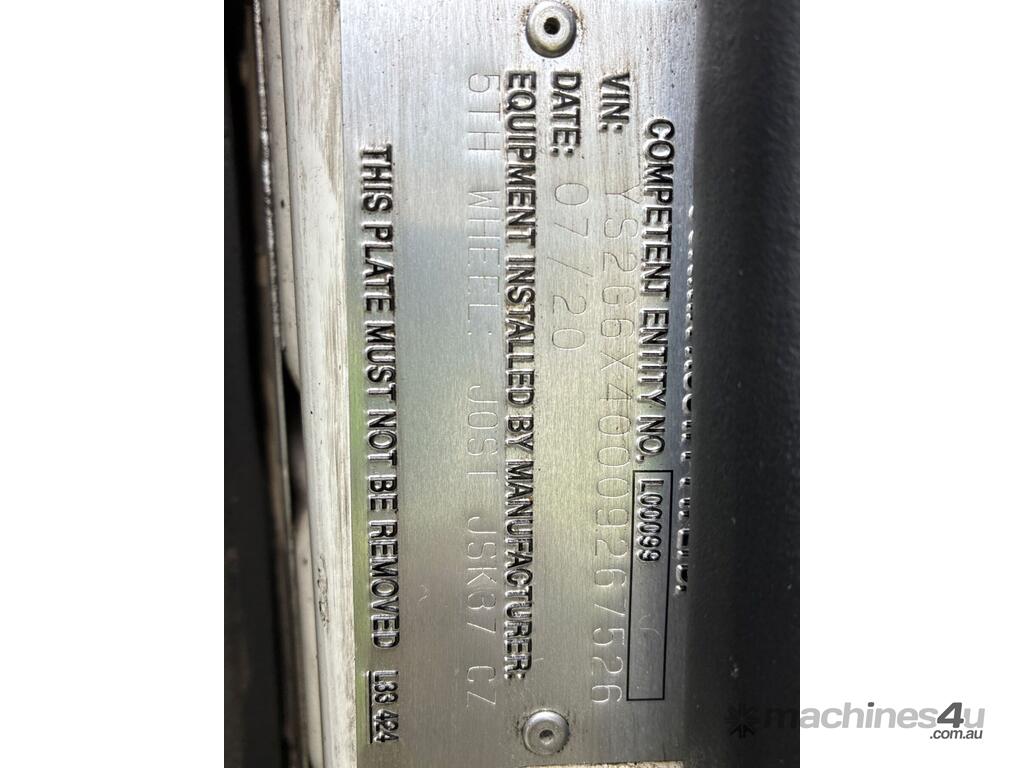 COMPETENT ENTITY NO. L000099
VIN: YS2G6X40009267526
DATE: 07/20
EQUIPMENT INSTALLED BY MANUFACTURER:
5TH WHEEL: JOST JSK37 CZ
THIS PLATE MUST NOT BE REMOVED L33 424
machines4u
.com.au